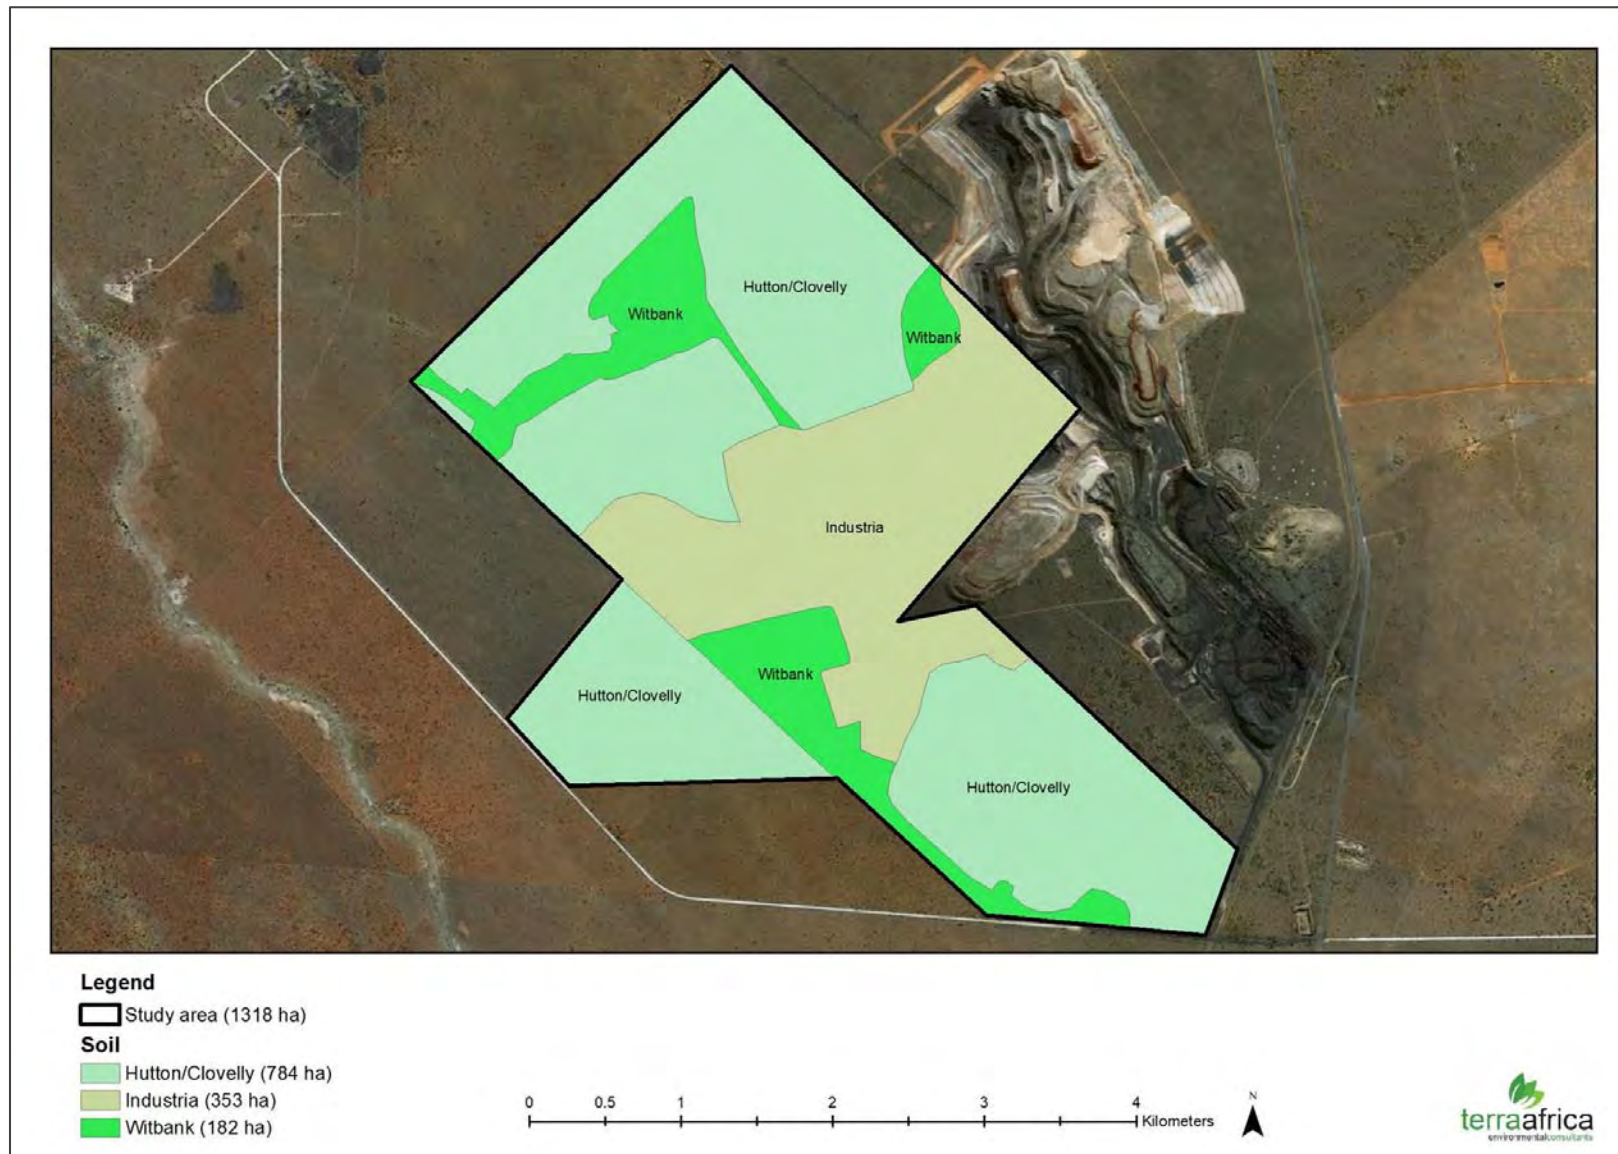 Hutton/Clovelly
Witbank
Witbank
Industria
Witbank
Hutton/Clovelly
Hutton/Clovelly
Legend
Study area (1318 ha)
Soil
Hutton/Clovelly (784 ha)
Industria (353 ha)
Witbank (182 ha)
0 0.5 1 2 3 4
Kilometers
N
terraafrica
environmentalconsultants